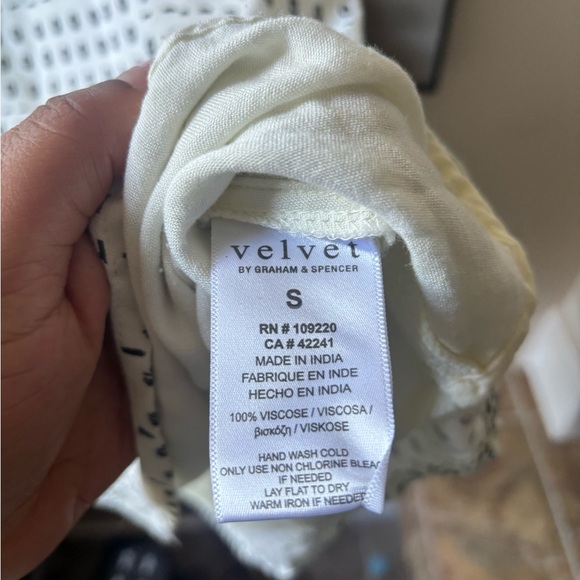 velvet
BY GRAHAM & SPENCER
S
RN # 109220
CA # 42241
MADE IN INDIA
FABRIQUE EN INDE
HECHO EN INDIA
100% VISCOSE / VISCOSA /
βισκόζη / VISKOSE
HAND WASH COLD
ONLY USE NON CHLORINE BLEA
IF NEEDED
LAY FLAT TO DRY
WARM IRON IF NEEDED